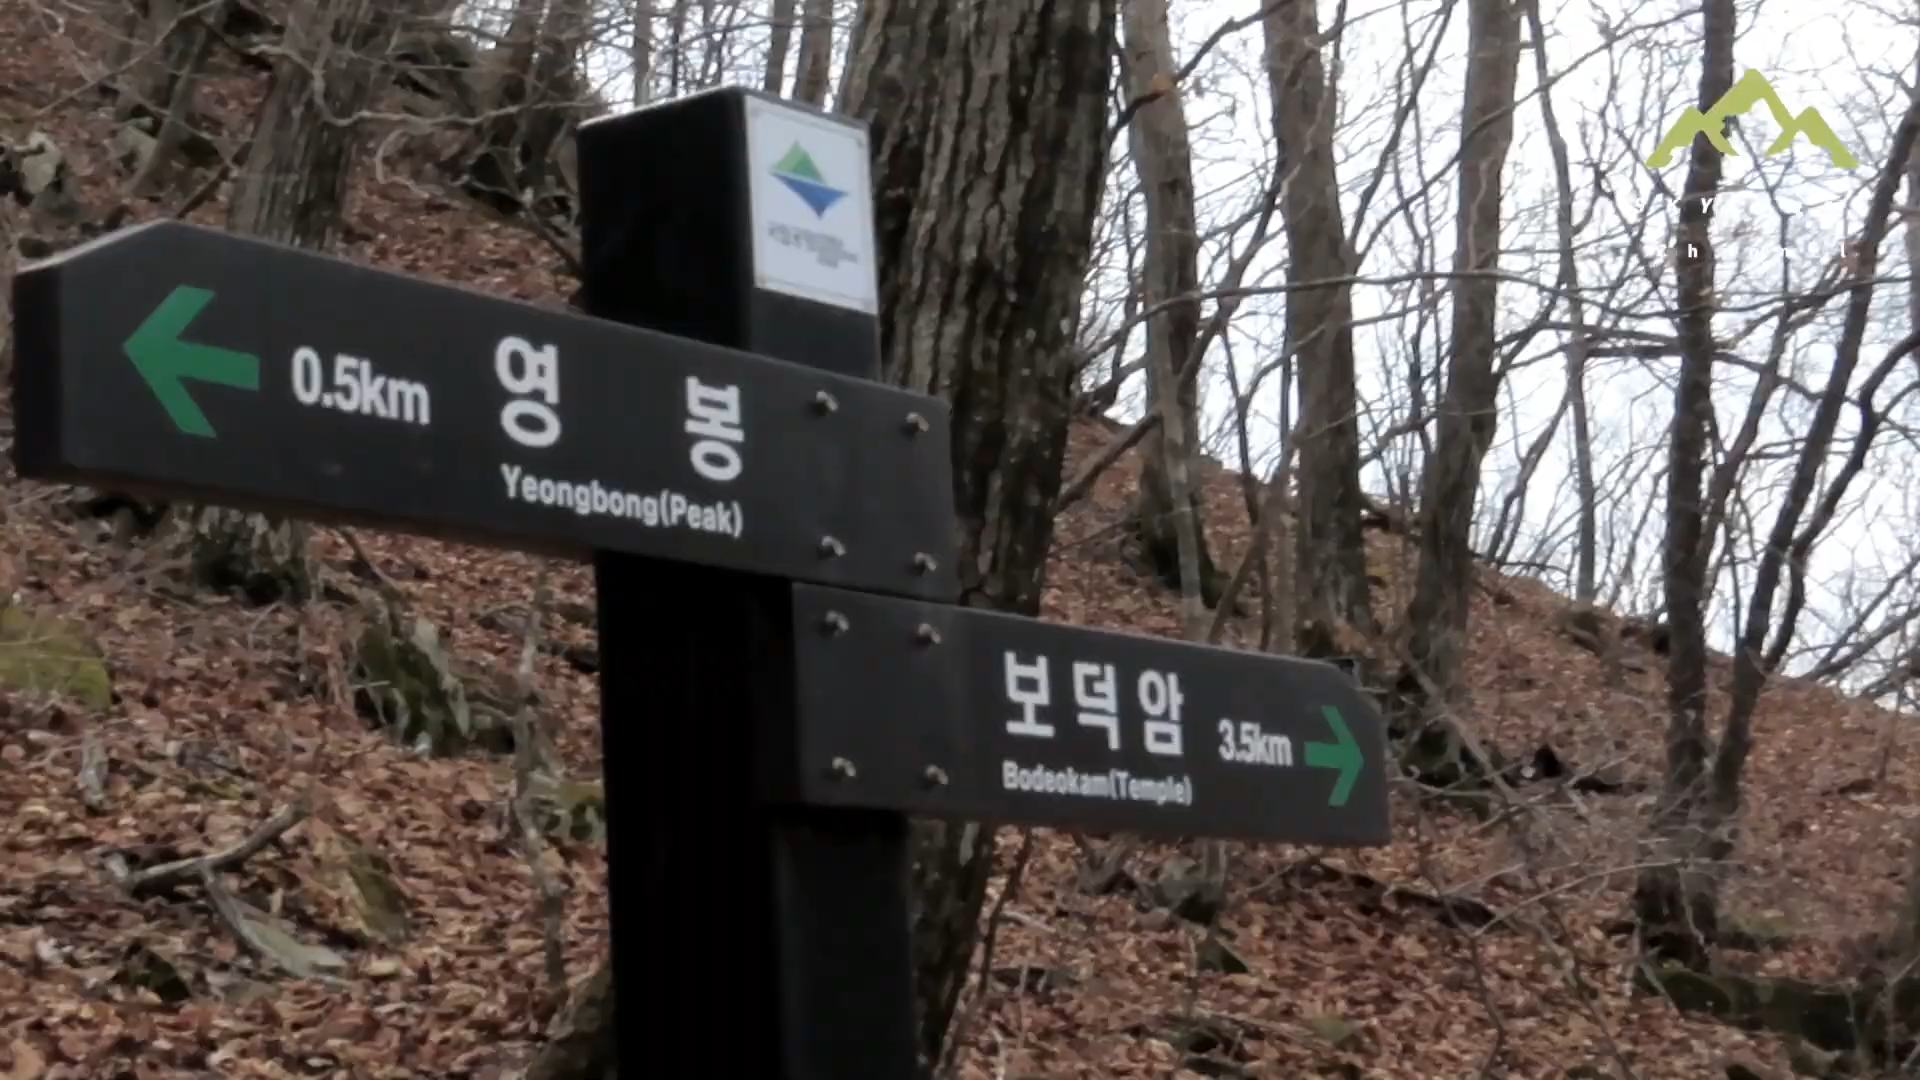 0.5km 영 봉
Yeongbong(Peak)
보덕암 3.5km
Bodeokam(Temple)